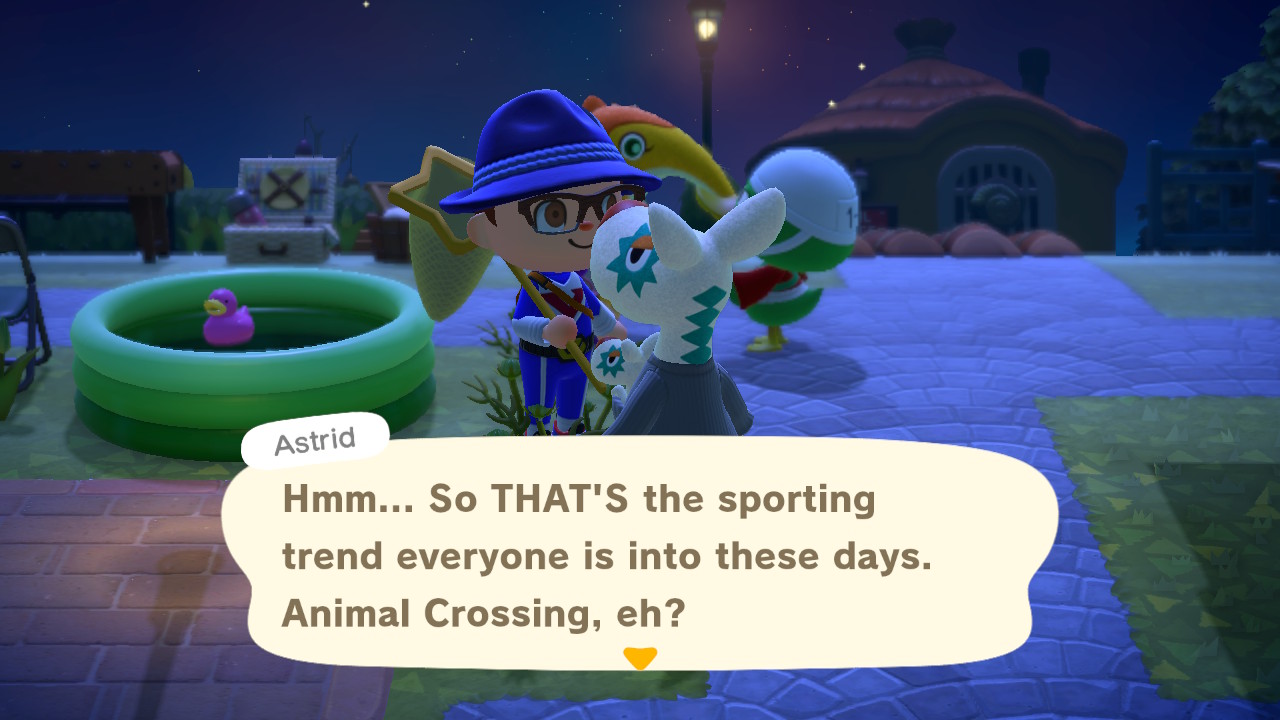 Astrid
Hmm... So THAT'S the sporting
trend everyone is into these days.
Animal Crossing, eh?